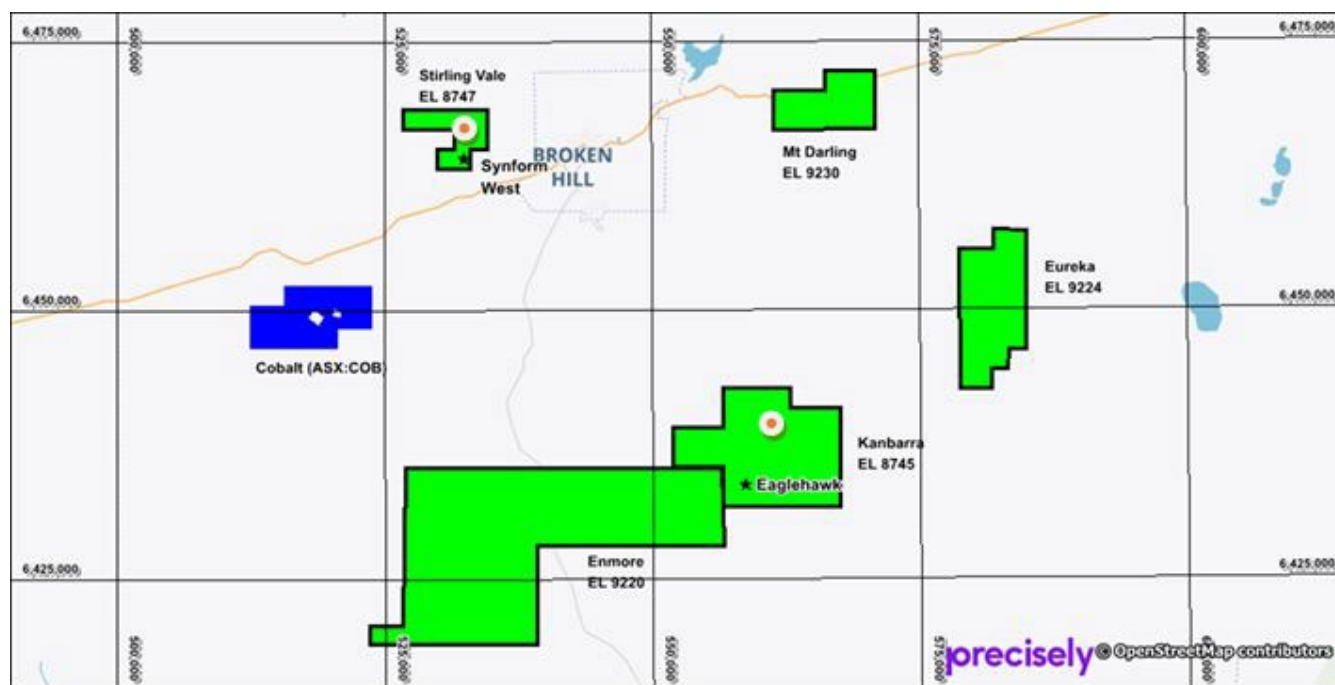 6,475,000
500,000
525,000
550,000
575,000
600,000
6,475,000
Stirling Vale
EL 8747
Synform
West
BROKEN
HILL
Mt Darling
EL 9230
Eureka
EL 9224
6,450,000
6,450,000
Cobalt (ASX:COB)
Kanbarra
EL 8745
Eaglehawk
Enmore
EL 9220
6,425,000
6,425,000
500,000
525,000
550,000
575,000
600,000
precisely © OpenStreetMap contributors